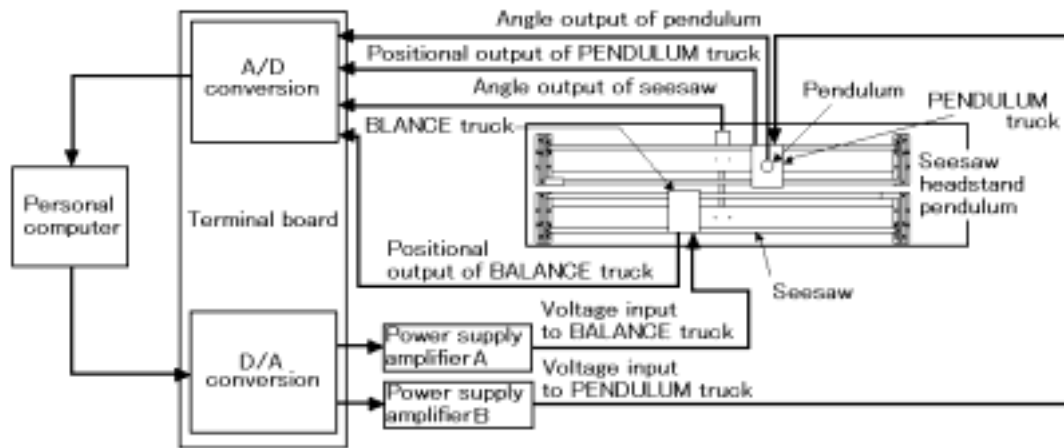 Angle output of pendulum
Positional output of PENDULUM truck
A/D
conversion
Angle output of seesaw
Pendulum
PENDULUM
truck
BLANCE truck
Seesaw
headstand
pendulum
Personal
computer
Terminal board
Positional
output of BALANCE truck
Seesaw
Voltage input
to BALANCE truck
Power supply
amplifier A
D/A
conversion
Voltage input
to PENDULUM truck
Power supply
amplifier B